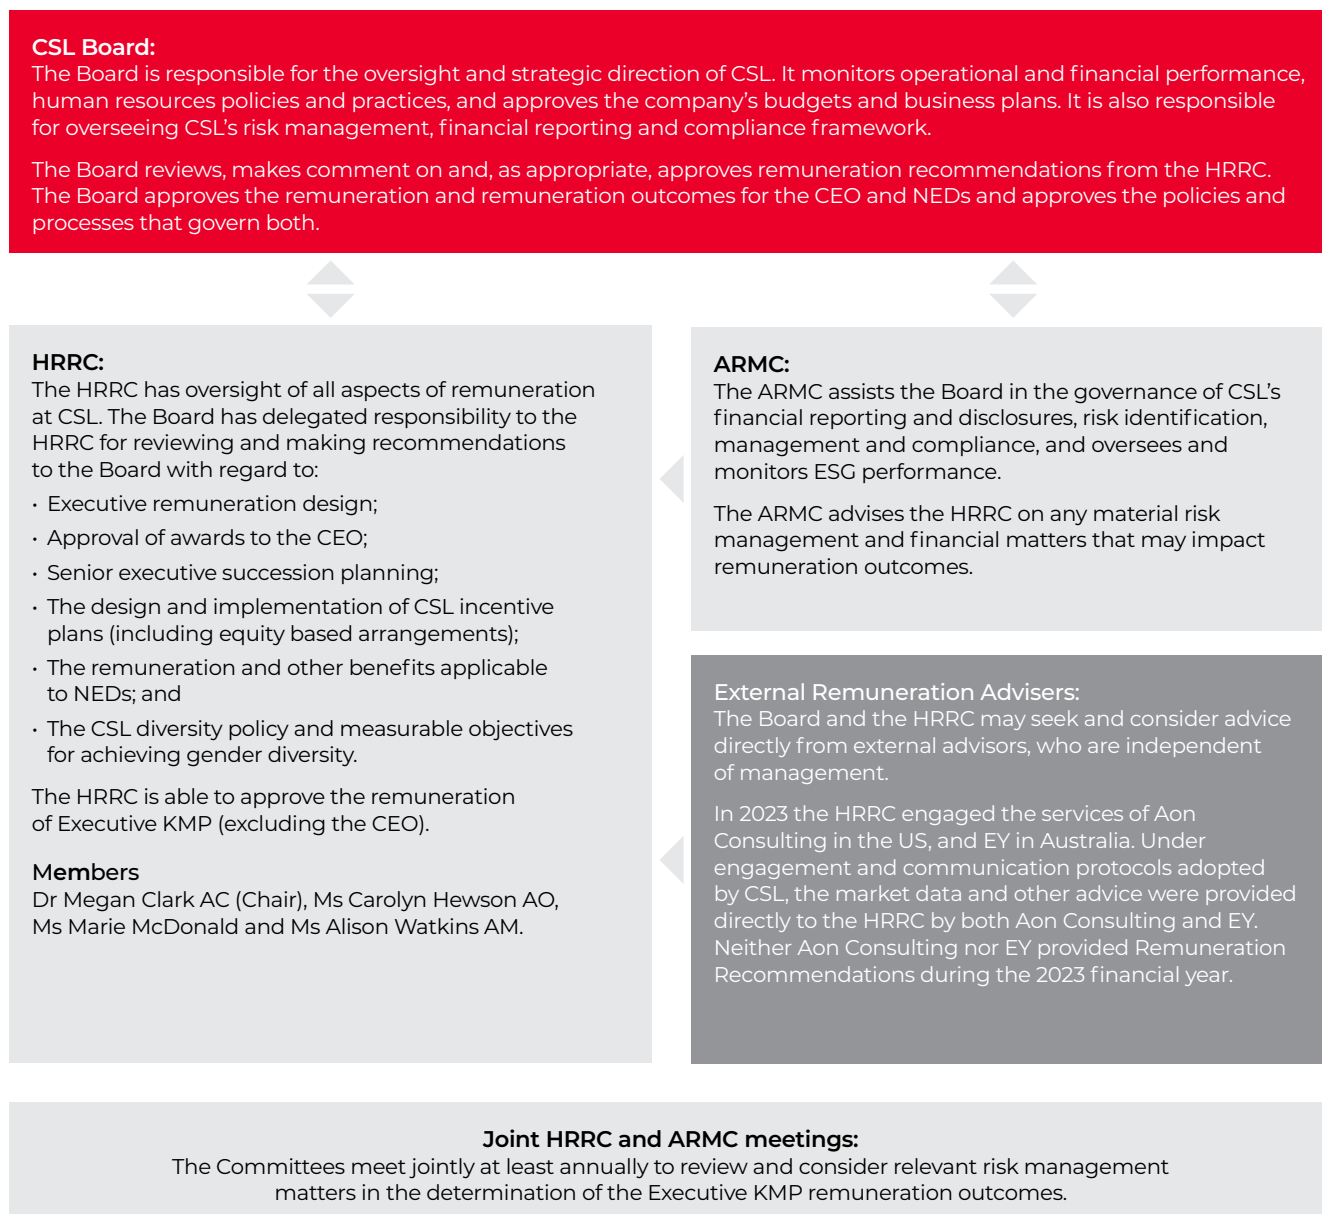 CSL Board:
The Board is responsible for the oversight and strategic direction of CSL. It monitors operational and financial performance,
human resources policies and practices, and approves the company's budgets and business plans. It is also responsible
for overseeing CSL's risk management, financial reporting and compliance framework.
The Board reviews, makes comment on and, as appropriate, approves remuneration recommendations from the HRRC.
The Board approves the remuneration and remuneration outcomes for the CEO and NEDs and approves the policies and
processes that govern both.
HRRC:
The HRRC has oversight of all aspects of remuneration
at CSL. The Board has delegated responsibility to the
HRRC for reviewing and making recommendations
to the Board with regard to:
• Executive remuneration design;
• Approval of awards to the CEO;
• Senior executive succession planning;
• The design and implementation of CSL incentive
plans (including equity based arrangements);
• The remuneration and other benefits applicable
to NEDs; and
• The CSL diversity policy and measurable objectives
for achieving gender diversity.
The HRRC is able to approve the remuneration
of Executive KMP (excluding the CEO).
Members
Dr Megan Clark AC (Chair), Ms Carolyn Hewson AO,
Ms Marie McDonald and Ms Alison Watkins AM.
ARMC:
The ARMC assists the Board in the governance of CSL's
financial reporting and disclosures, risk identification,
management and compliance, and oversees and
monitors ESG performance.
The ARMC advises the HRRC on any material risk
management and financial matters that may impact
remuneration outcomes.
External Remuneration Advisers:
The Board and the HRRC may seek and consider advice
directly from external advisors, who are independent
of management.
In 2023 the HRRC engaged the services of Aon
Consulting in the US, and EY in Australia. Under
engagement and communication protocols adopted
by CSL, the market data and other advice were provided
directly to the HRRC by both Aon Consulting and EY.
Neither Aon Consulting nor EY provided Remuneration
Recommendations during the 2023 financial year.
Joint HRRC and ARMC meetings:
The Committees meet jointly at least annually to review and consider relevant risk management
matters in the determination of the Executive KMP remuneration outcomes.